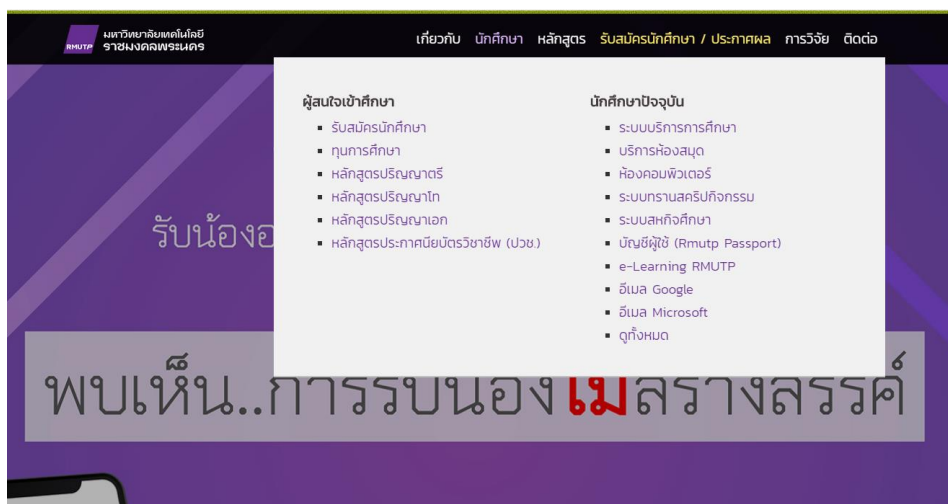 มหาวิทยาลัยเทคโนโลยี
ราชมงคลพระนคร
RMUTP
เกี่ยวกับ นักศึกษา หลักสูตร รับสมัครนักศึกษา / ประกาศผล การวิจัย ติดต่อ
ผู้สนใจเข้าศึกษา
รับสมัครนักศึกษา
ทุนการศึกษา
หลักสูตรปริญญาตรี
หลักสูตรปริญญาโท
หลักสูตรปริญญาเอก
หลักสูตรประกาศนียบัตรวิชาชีพ (ปวช.)
นักศึกษาปัจจุบัน
ระบบบริการการศึกษา
บริการห้องสมุด
ห้องคอมพิวเตอร์
ระบบทรานสคริปกิจกรรม
ระบบสหกิจศึกษา
บัญชีผู้ใช้ (Rmutp Passport)
e-Learning RMUTP
อีเมล Google
อีเมล Microsoft
ดูทั้งหมด
รับน้องอ
พบเห็น..การรับน้องไม่สร้างสรรค์